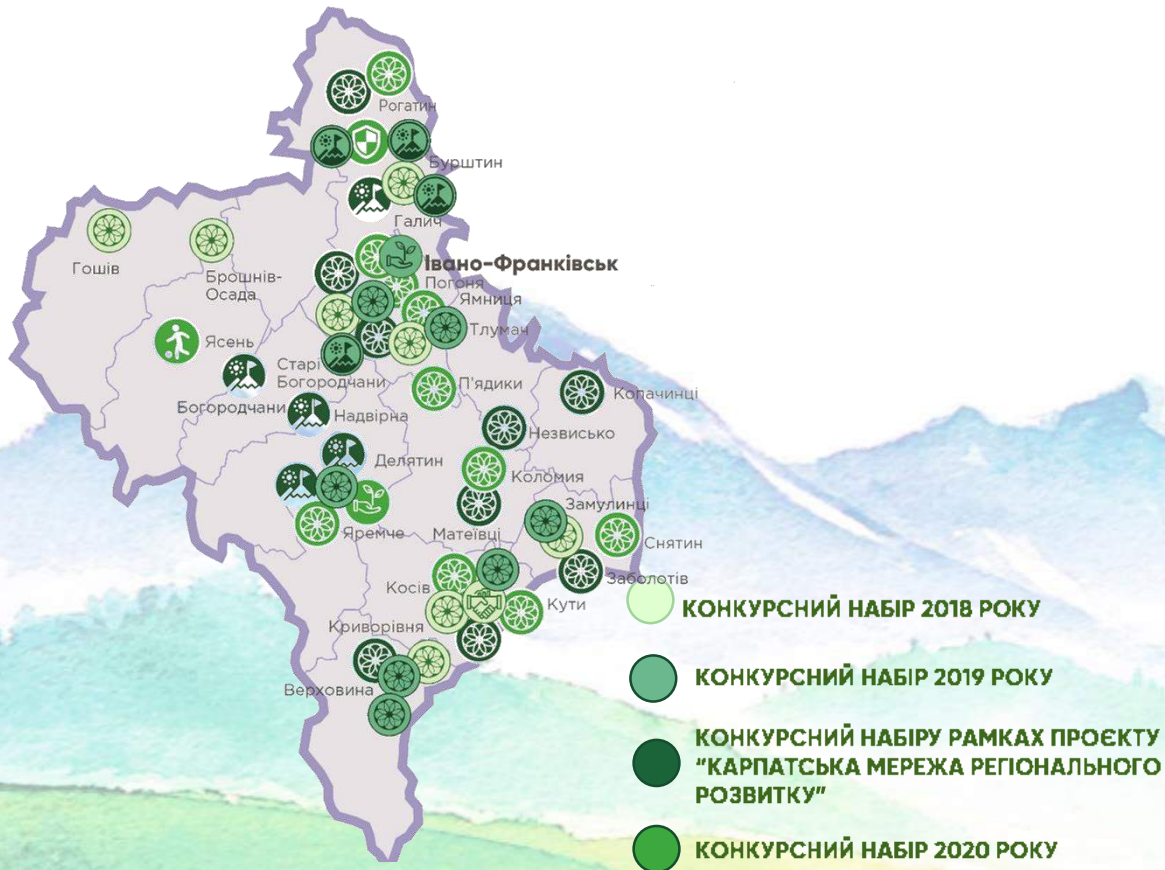 Рогатин
Бурштин
Галич
Гошів
Брошнів-
Осада
Івано-Франківськ
Погоня
Ямниця
Тлумач
Ясень
Старі
Богородчани
Богородчани
П'ядики
Копачинці
Надвірна
Незвисько
Делятин
Коломия
Замулинці
Яремче
Матеївці
Снятин
Заболотів
Косів
Кути
Криворівня
Верховина
КОНКУРСНИЙ НАБІР 2018 РОКУ
КОНКУРСНИЙ НАБІР 2019 РОКУ
КОНКУРСНИЙ НАБІРУ РАМКАХ ПРОЄКТУ
"КАРПАТСЬКА МЕРЕЖА РЕГІОНАЛЬНОГО
РОЗВИТКУ"
КОНКУРСНИЙ НАБІР 2020 РОКУ